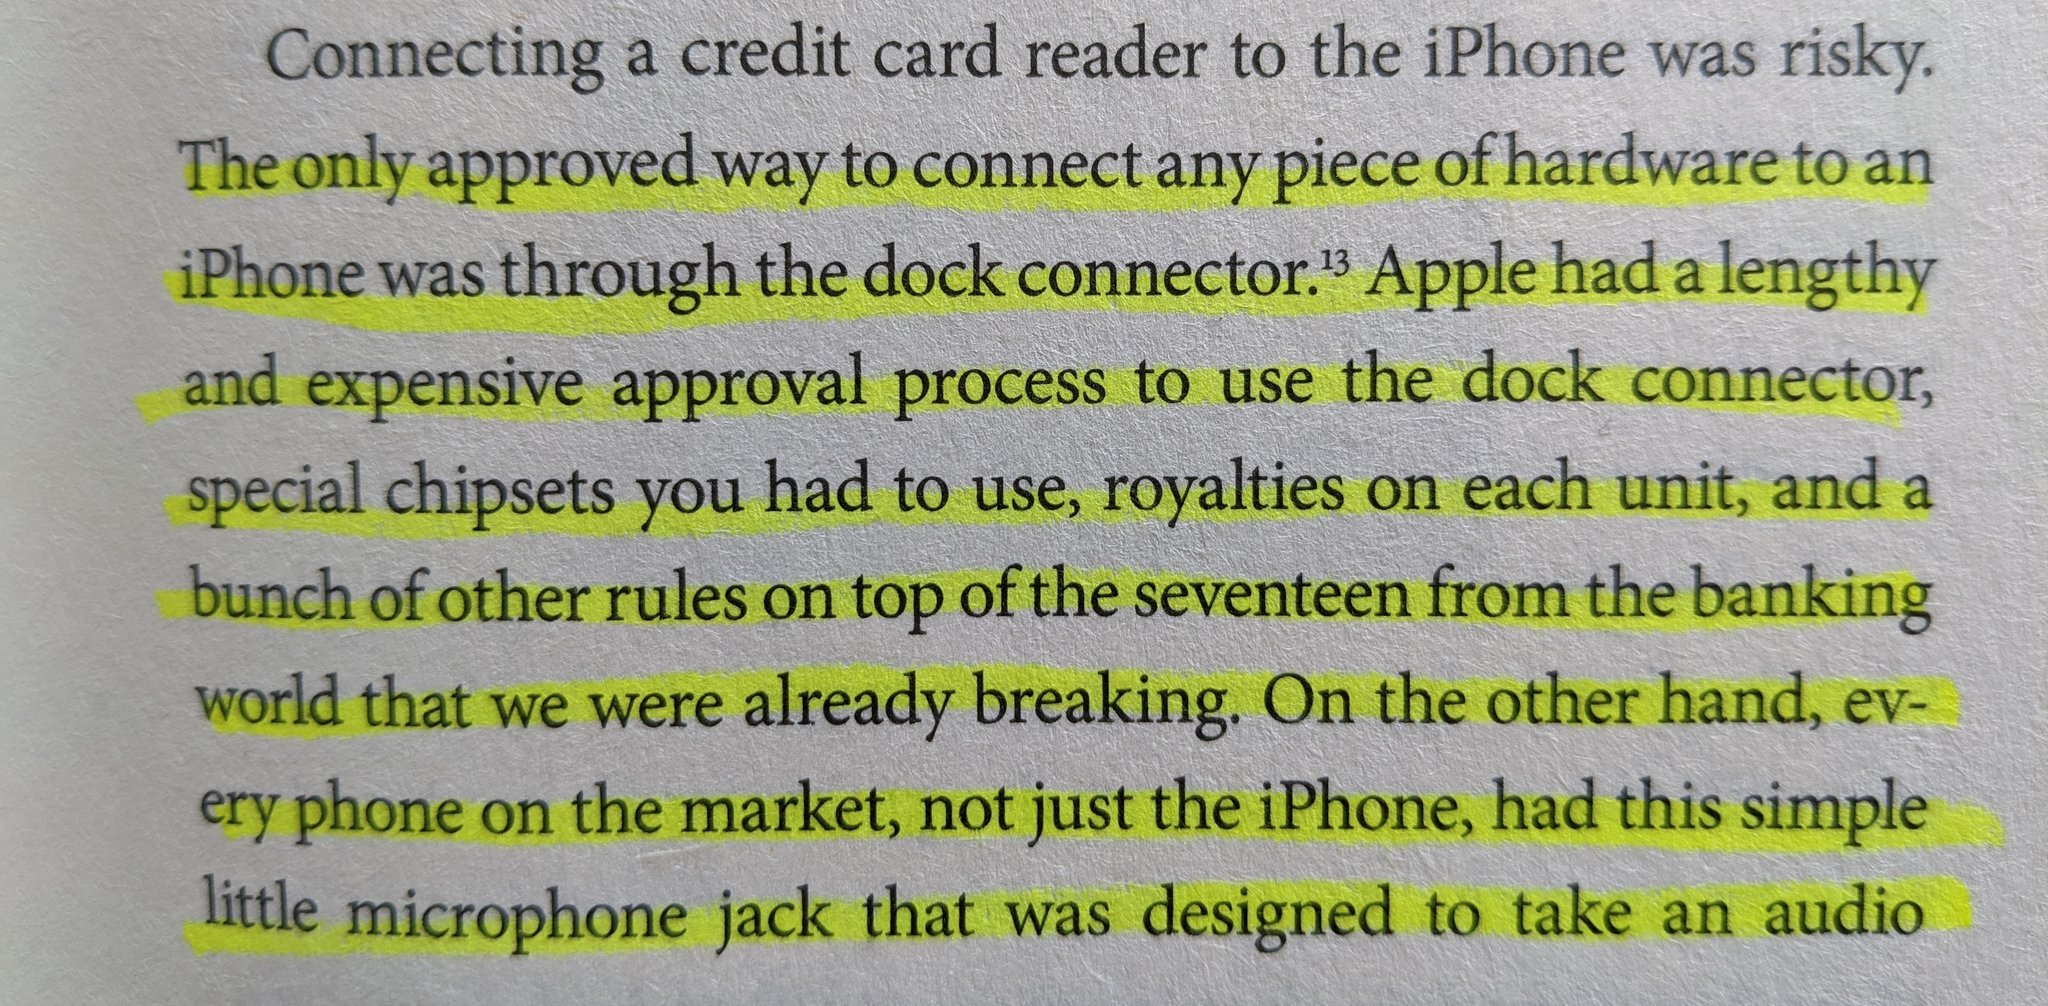 Connecting a credit card reader to the iPhone was risky.
The only approved way to connect any piece of hardware to an
iPhone was through the dock connector.¹³ Apple had a lengthy
and expensive approval process to use the dock connector,
special chipsets you had to use, royalties on each unit, and a
bunch of other rules on top of the seventeen from the banking
world that we were already breaking. On the other hand, ev-
ery phone on the market, not just the iPhone, had this simple
little microphone jack that was designed to take an audio